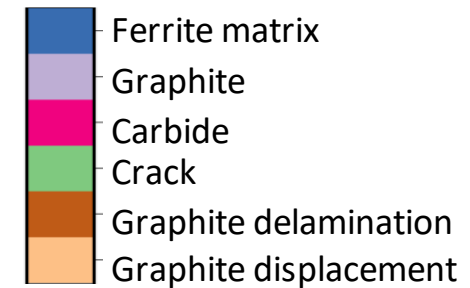 Ferrite matrix
Graphite
Carbide
Crack
Graphite delamination
Graphite displacement